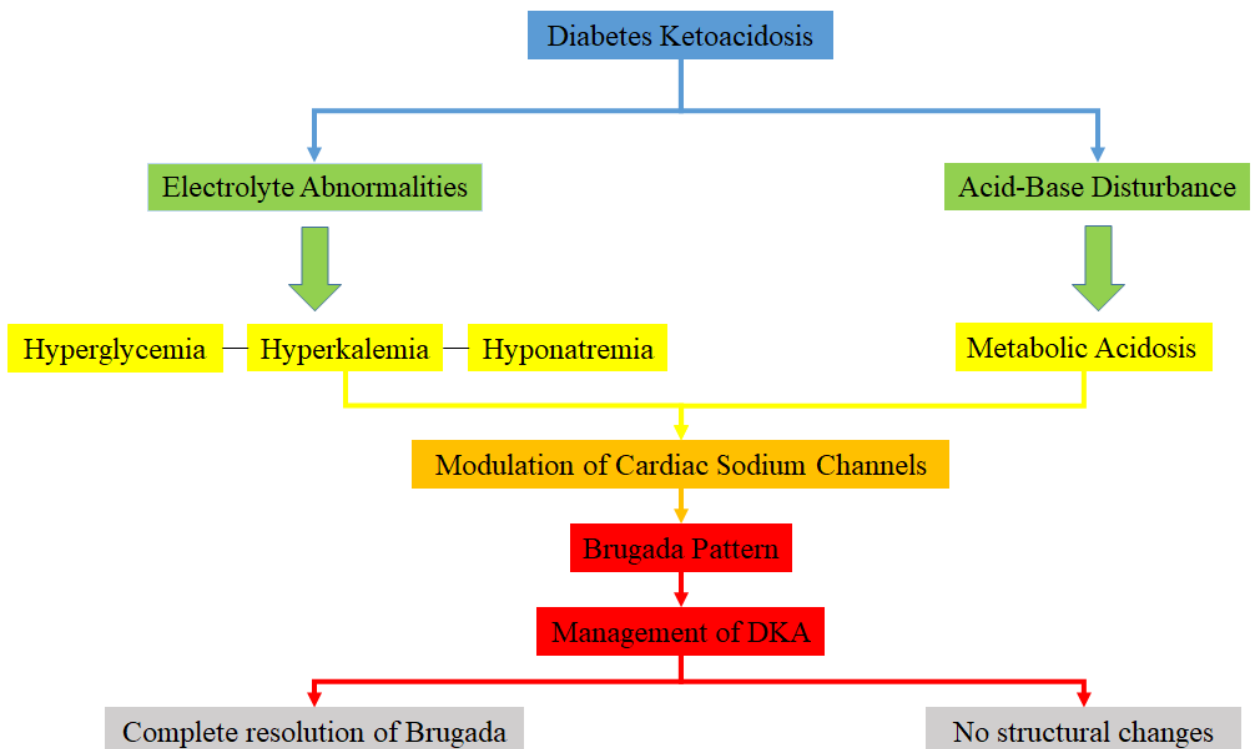 Diabetes Ketoacidosis
Electrolyte Abnormalities
Acid-Base Disturbance
Hyperglycemia
Hyperkalemia
Hyponatremia
Metabolic Acidosis
Modulation of Cardiac Sodium Channels
Brugada Pattern
Management of DKA
Complete resolution of Brugada
No structural changes